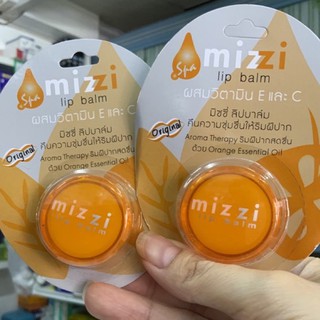 Spa
mizzi
lip balm
ผสมวิตามิน E และ C
มิซซี่ ลิปบาล์ม
คืนความชุ่มชื่นให้ริมฝีปาก
Original
Aroma Therapy ริมฝีปากสดชื่น
ด้วย Orange Essential Oil
mizzi
lip balm
Spa
mizzi
lip balm
ผสมวิตามิน E และ C
มิซซี่ ลิปบาล์ม
คืนความชุ่มชื่นให้ริมฝีปาก
Original
Aroma Therapy ริมฝีปากสดชื่น
ด้วย Orange Essential Oil
mizzi
lip balm